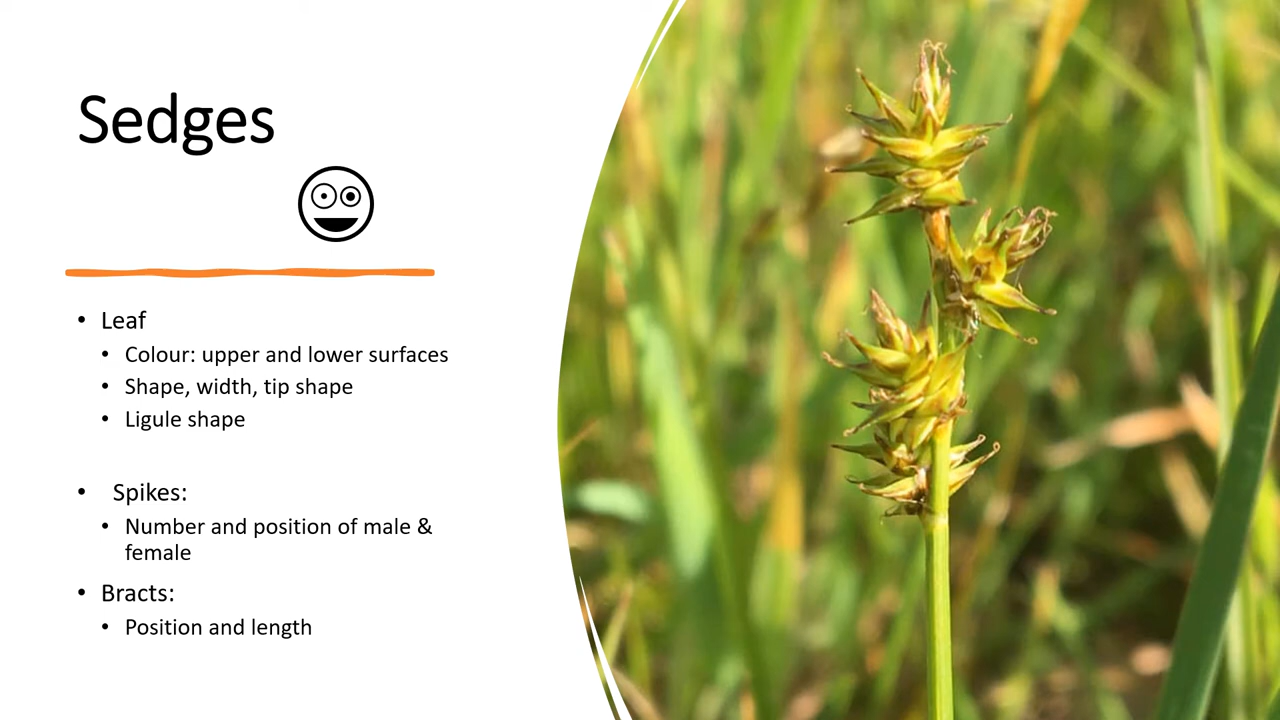 Sedges
• Leaf
• Colour: upper and lower surfaces
• Shape, width, tip shape
• Ligule shape
• Spikes:
• Number and position of male &
female
• Bracts:
• Position and length